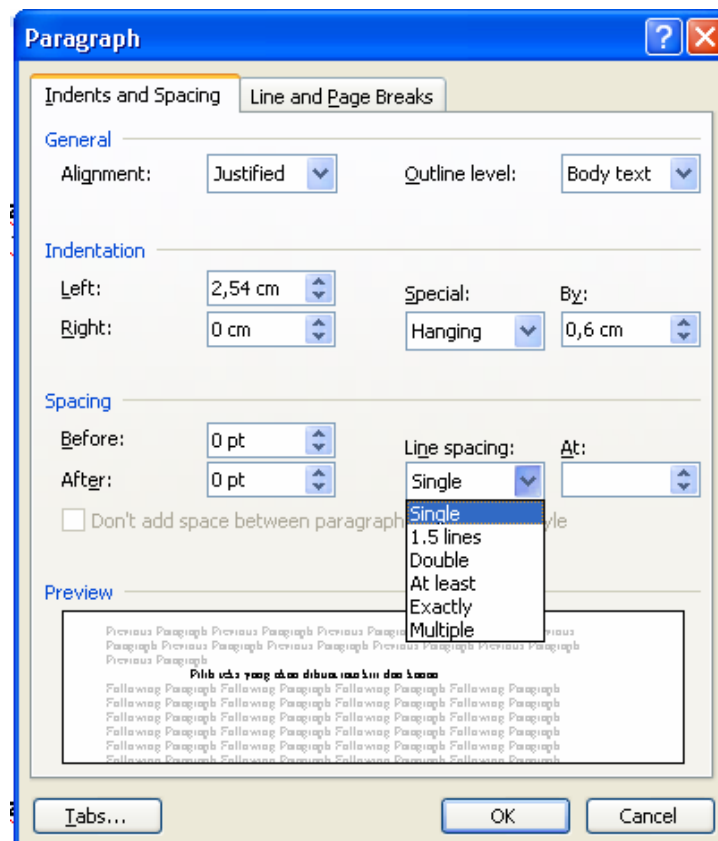 Paragraph
Indents and Spacing
Line and Page Breaks
General
Alignment: Justified Outline level: Body text
Indentation
Left: 2,54 cm Special: By:
Right: 0 cm Hanging 0,6 cm
Spacing
Before: 0 pt Line spacing: At:
After: 0 pt Single
Don't add space between paragraph
Single
1.5 lines
Double
At least
Exactly
Multiple
Preview
Previous Paragraph Previous Paragraph Previous
Paragraph Previous Paragraph Previous Paragraph Previous Paragraph Previous Paragraph
Previous Paragraph
Following Paragraph Following Paragraph Following Paragraph Following Paragraph
Following Paragraph Following Paragraph Following Paragraph Following Paragraph
Following Paragraph Following Paragraph Following Paragraph Following Paragraph
Following Paragraph Following Paragraph Following Paragraph Following Paragraph
Following Paragraph Following Paragraph Following Paragraph Following Paragraph
Following Paragraph Following Paragraph Following Paragraph Following Paragraph
Tabs... OK Cancel